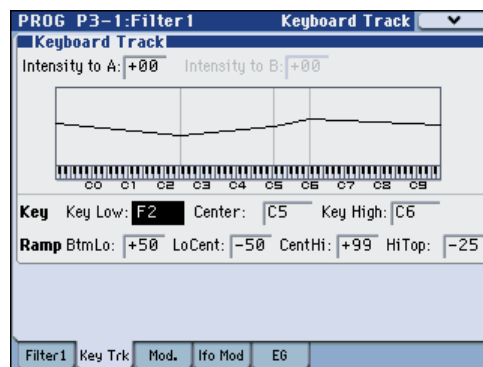 PROG P3-1:Filter1 Keyboard Track
Keyboard Track
Intensity to A: +00 Intensity to B: +00
C0 C1 C2 C3 C4 C5 C6 C7 C8 C9
Key Key Low: F2 Center: C5 Key High: C6
Ramp BtmLo: +50 LoCent: -50 CentHi: +99 HiTop: -25
Filter1 Key Trk Mod. lfo Mod EG